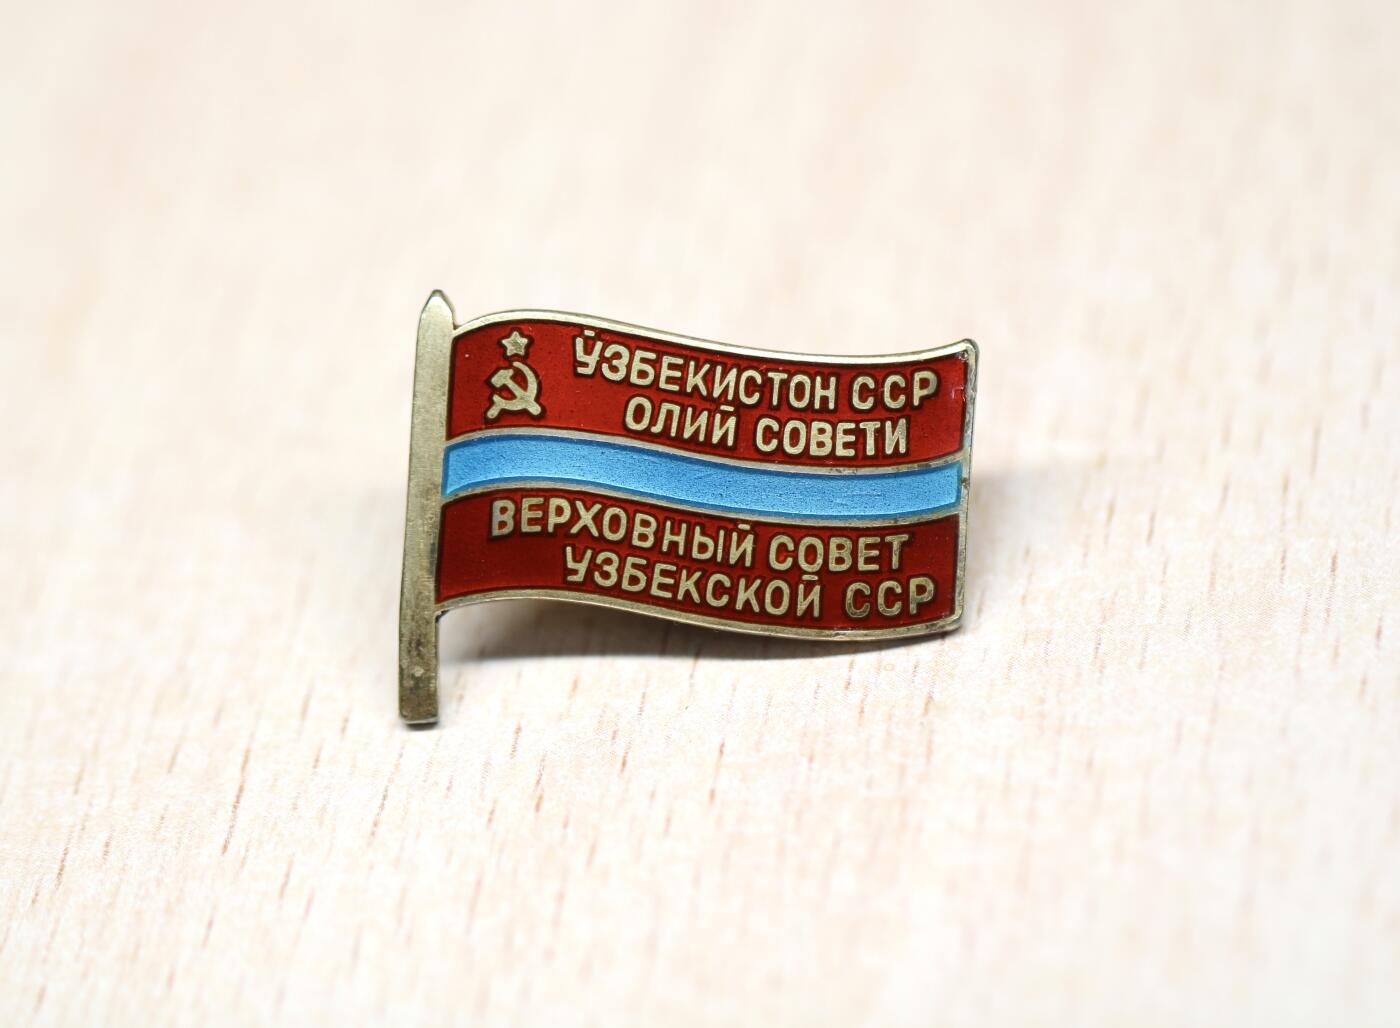 ЎЗБЕКИСТОН ССР
ОЛИЙ СОВЕТИ
ВЕРХОВНЫЙ СОВЕТ
УЗБЕКСКОЙ ССР